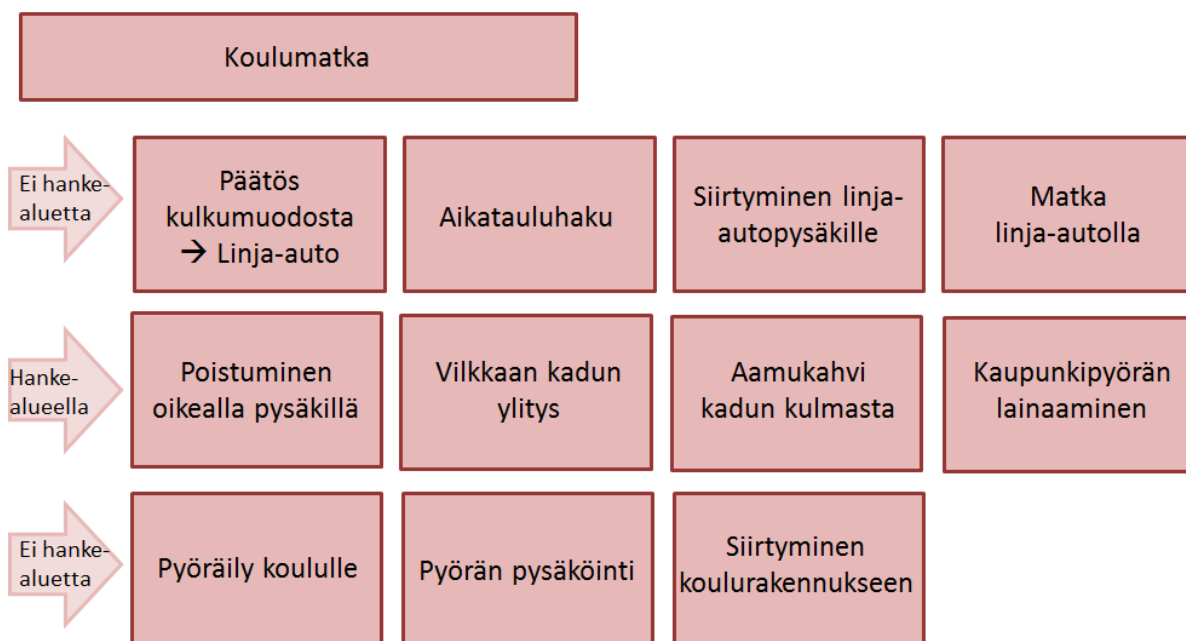 Koulumatka
Ei hanke-
aluetta
Päätös
kulkumuodosta
→ Linja-auto
Aikatauluhaku
Siirtyminen linja-
autopysäkille
Matka
linja-autolla
Hanke-
alueella
Poistuminen
oikealla pysäkillä
Vilkkaan kadun
ylitys
Aamukahvi
kadun kulmasta
Kaupunkipyörän
lainaaminen
Ei hanke-
aluetta
Pyöräily koululle
Pyörän pysäköinti
Siirtyminen
koulurakennukseen